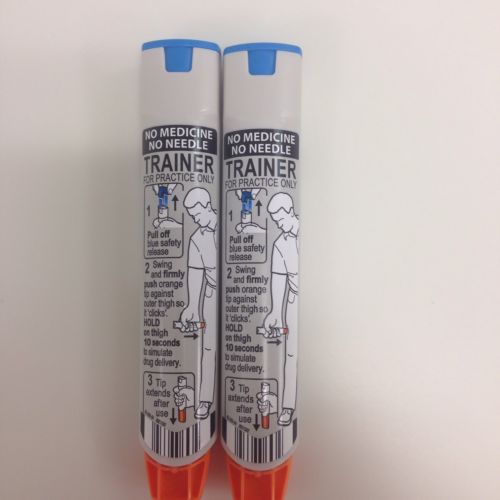 NO MEDICINE
NO NEEDLE
TRAINER
FOR PRACTICE ONLY
1
Pull off
blue safety
release
2 Swing
and firmly
push orange
tip against
outer thigh so
it 'clicks'.
HOLD
on thigh
10 seconds
to simulate
drug delivery.
3 Tip
extends
after
use
NO MEDICINE
NO NEEDLE
TRAINER
FOR PRACTICE ONLY
1
Pull off
blue safety
release
2 Swing
and firmly
push orange
tip against
outer thigh so
it 'clicks'.
HOLD
on thigh
10 seconds
to simulate
drug delivery.
3 Tip
extends
after
use